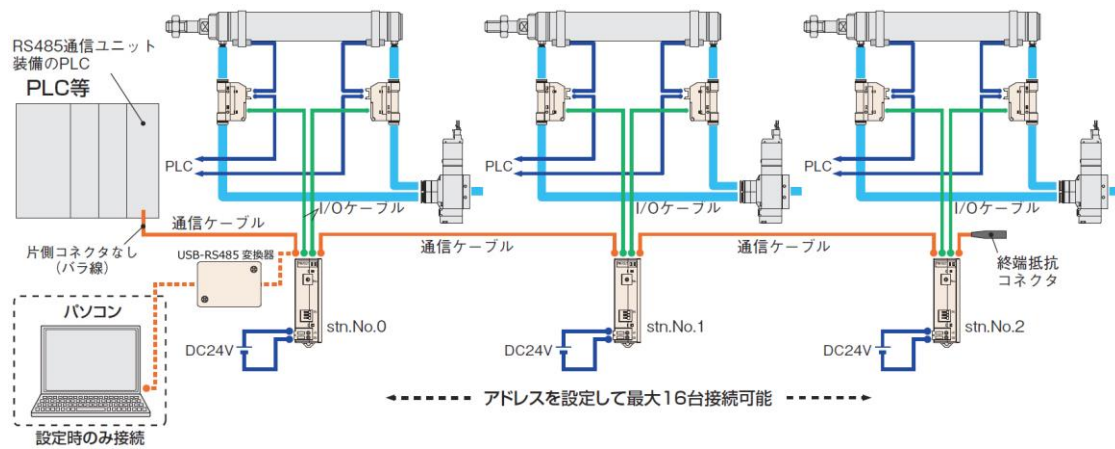 RS485通信ユニット
装備のPLC
PLC等
PLC
PLC
PLC
I/Oケーブル
I/Oケーブル
I/Oケーブル
通信ケーブル
通信ケーブル
通信ケーブル
片側コネクタなし
(バラ線)
USB-RS485 変換器
終端抵抗
コネクタ
パソコン
stn.No.0
stn.No.1
stn.No.2
DC24V
DC24V
DC24V
アドレスを設定して最大16台接続可能
設定時のみ接続